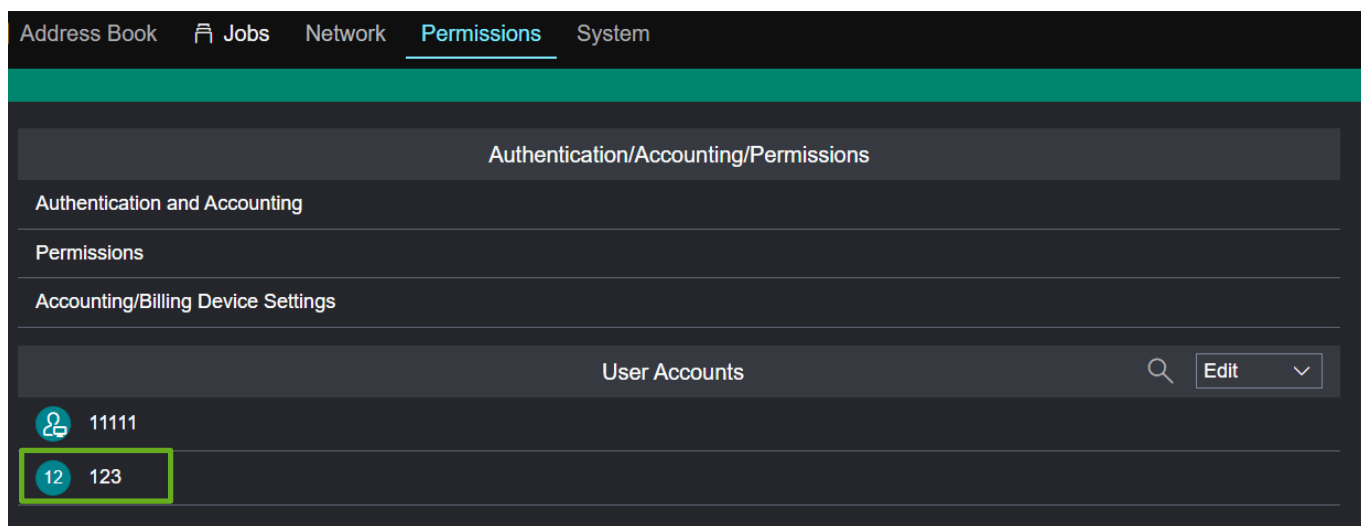 Address Book Jobs Network Permissions System
Authentication/Accounting/Permissions
Authentication and Accounting
Permissions
Accounting/Billing Device Settings
User Accounts Edit
11111
12 123